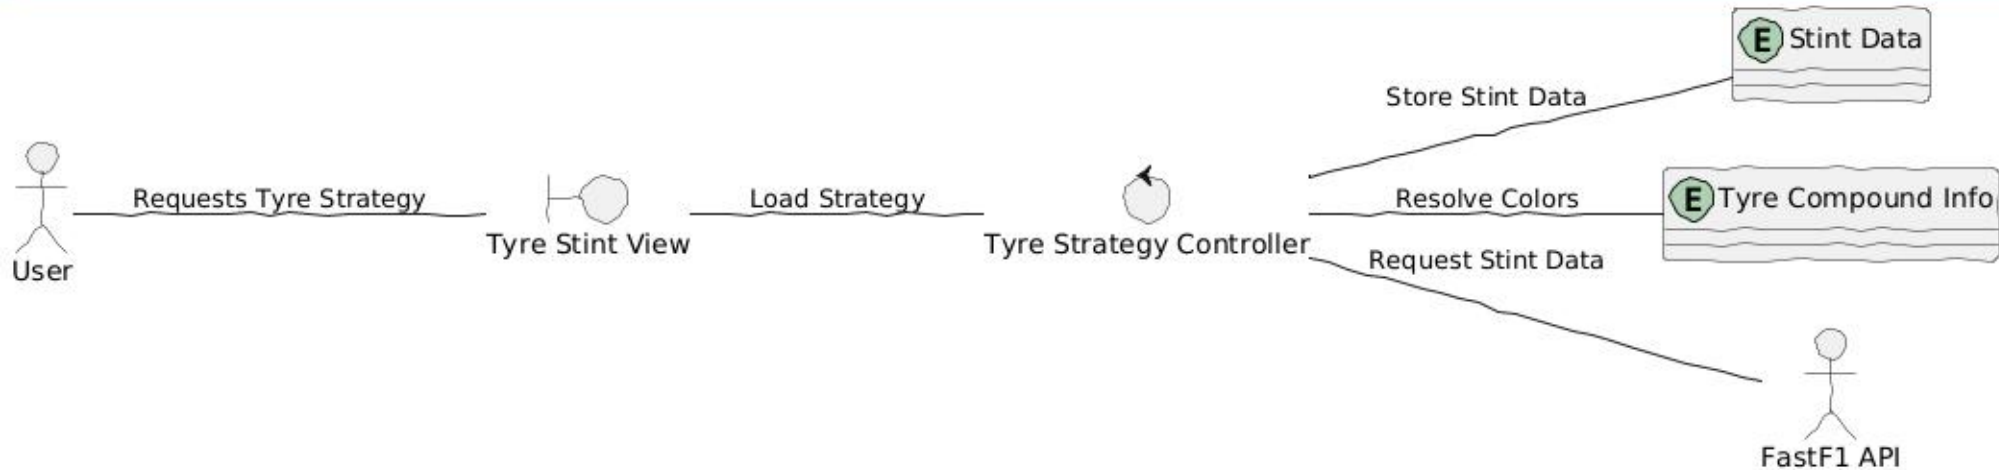 E Stint Data
Store Stint Data
Requests Tyre Strategy
Load Strategy
Resolve Colors
E Tyre Compound Info
Tyre Stint View
Tyre Strategy Controller
Request Stint Data
User
FastF1 API